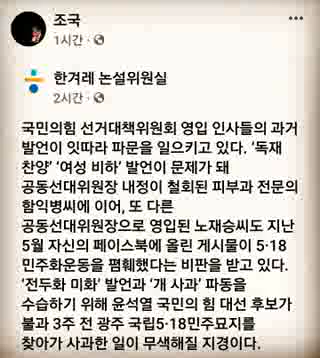 조국
1시간 ·
한겨레 논설위원실
2시간 ·
국민의힘 선거대책위원회 영입 인사들의 과거
발언이 잇따라 파문을 일으키고 있다. ‘독재
찬양’ ‘여성 비하’ 발언이 문제가 돼
공동선대위원장 내정이 철회된 피부과 전문의
함익병씨에 이어, 또 다른
공동선대위원장으로 영입된 노재승씨도 지난
5월 자신의 페이스북에 올린 게시물이 5·18
민주화운동을 폄훼했다는 비판을 받고 있다.
‘전두환 미화’ 발언과 ‘개 사과’ 파동을
수습하기 위해 윤석열 국민의 힘 대선 후보가
불과 3주 전 광주 국립5·18민주묘지를
찾아가 사과한 일이 무색해질 지경이다.